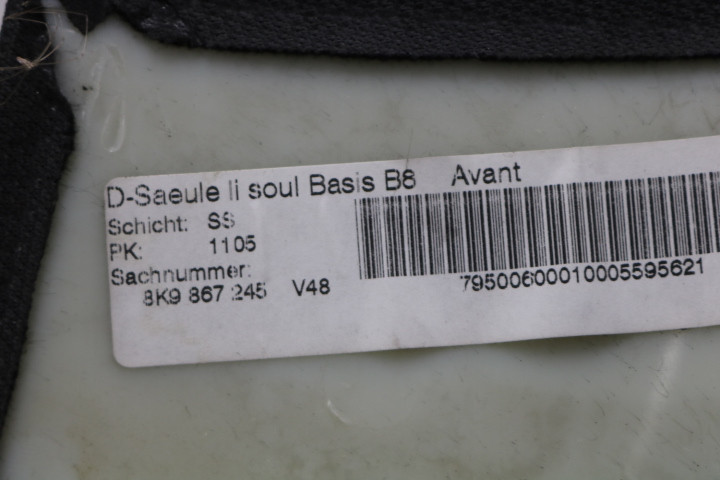 D-Saeule li soul Basis B8 Avant
Schicht: SS
PK: 1105
Sachnummer:
8K9 867 245 V48
79500600010005595621